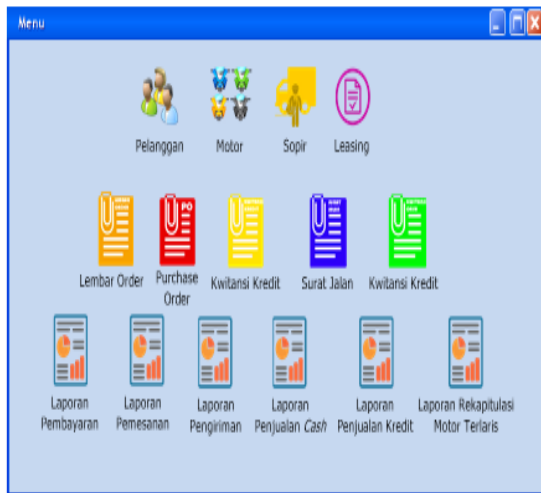 Menu
Pelanggan
Motor
Sopir
Leasing
PO
Lembar Order
Purchase
Order
Kwitansi Kredit
Surat Jalan
Kwitansi Kredit
Laporan
Pembayaran
Laporan
Pemesanan
Laporan
Pengiriman
Laporan
Penjualan Cash
Laporan
Penjualan Kredit
Laporan Rekapitulasi
Motor Terlaris